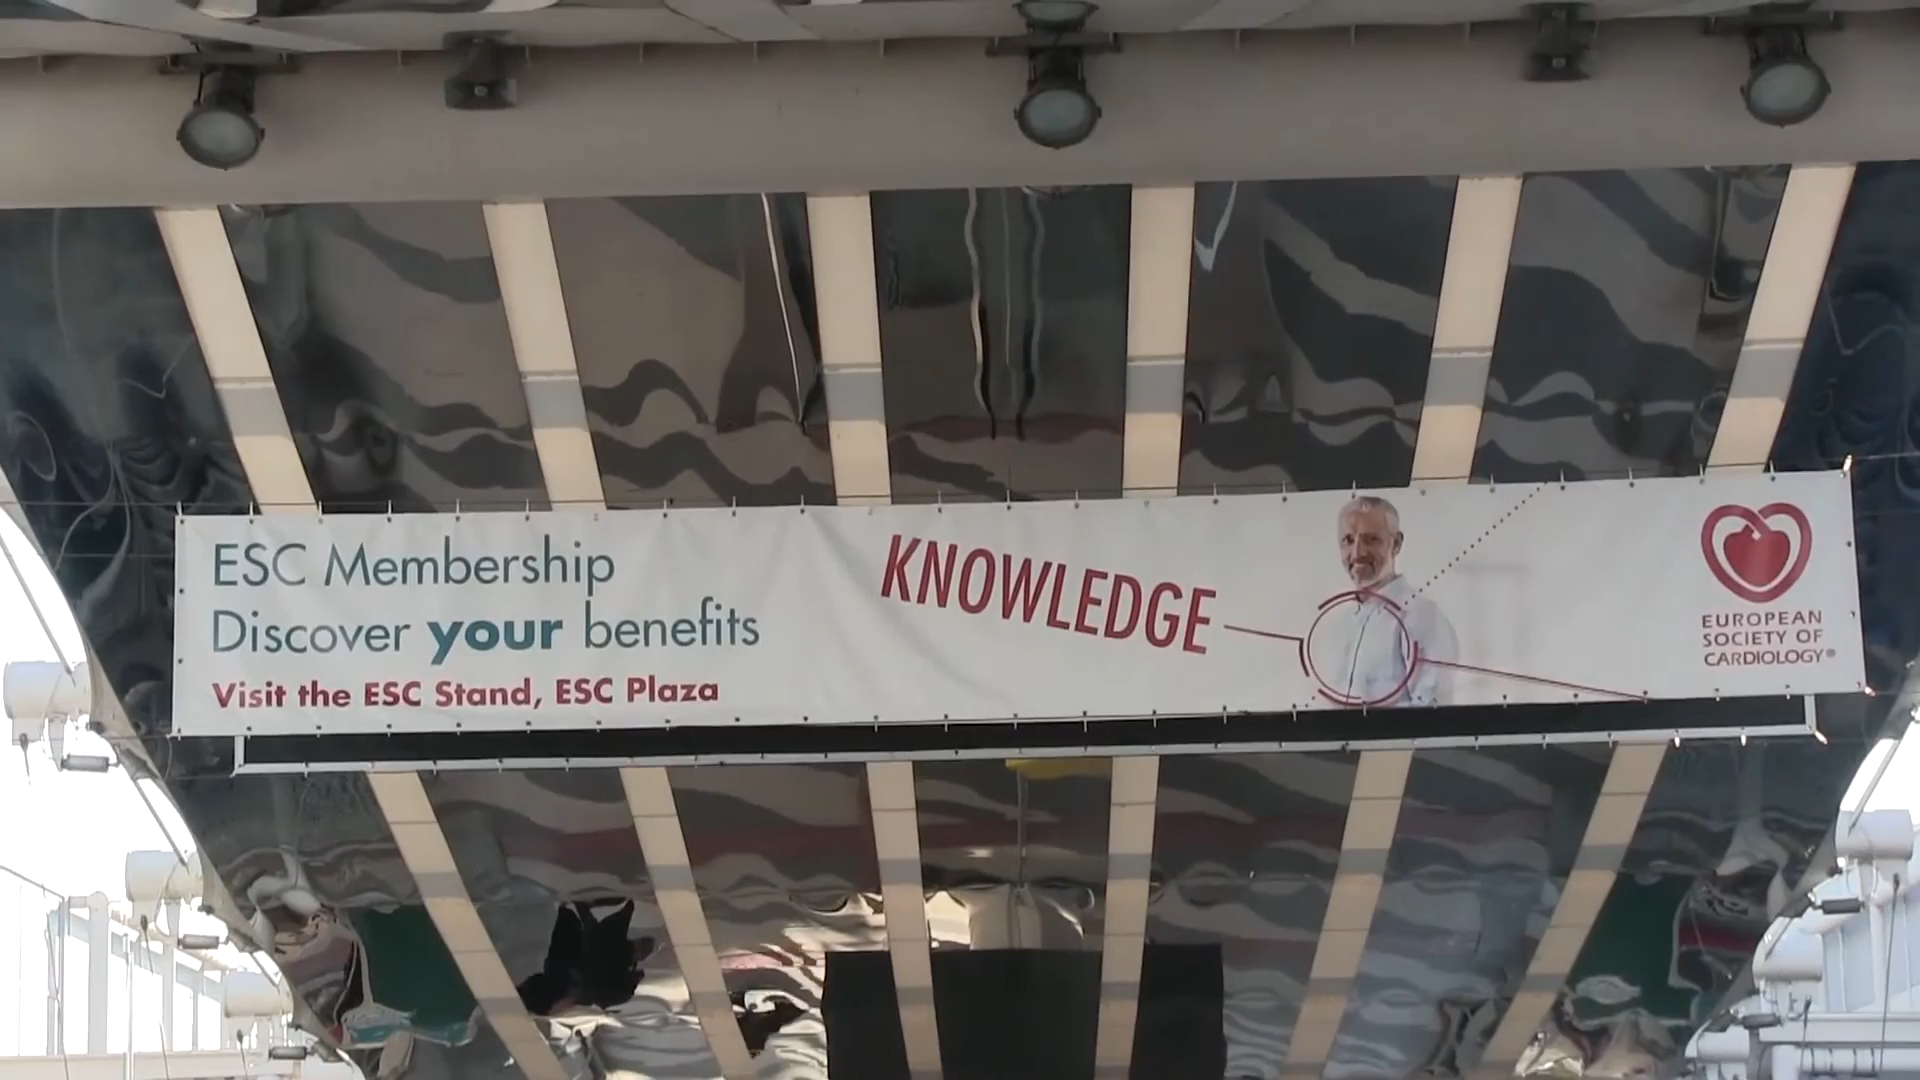 ESC Membership
Discover your benefits
Visit the ESC Stand, ESC Plaza
KNOWLEDGE
EUROPEAN
SOCIETY OF
CARDIOLOGY®